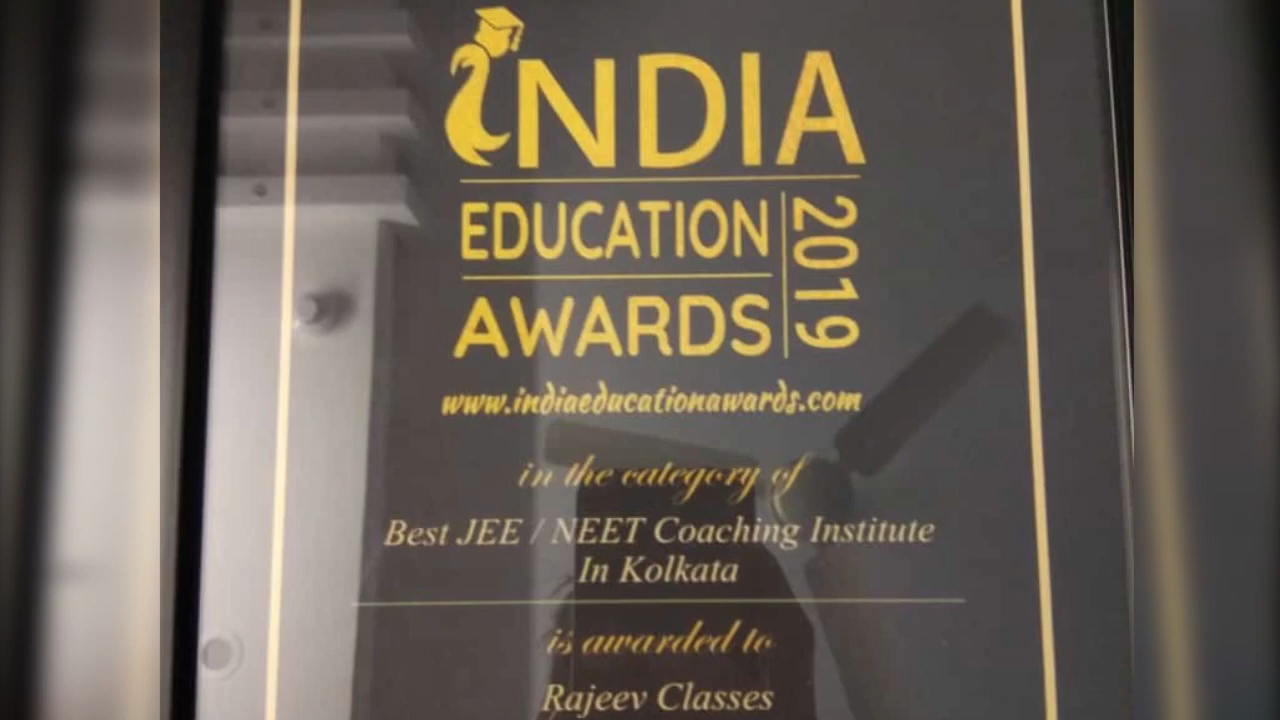 INDIA
EDUCATION
AWARDS
2019
www.indiaeducationawards.com
in the category of
Best JEE / NEET Coaching Institute
In Kolkata
is awarded to
Rajeev Classes